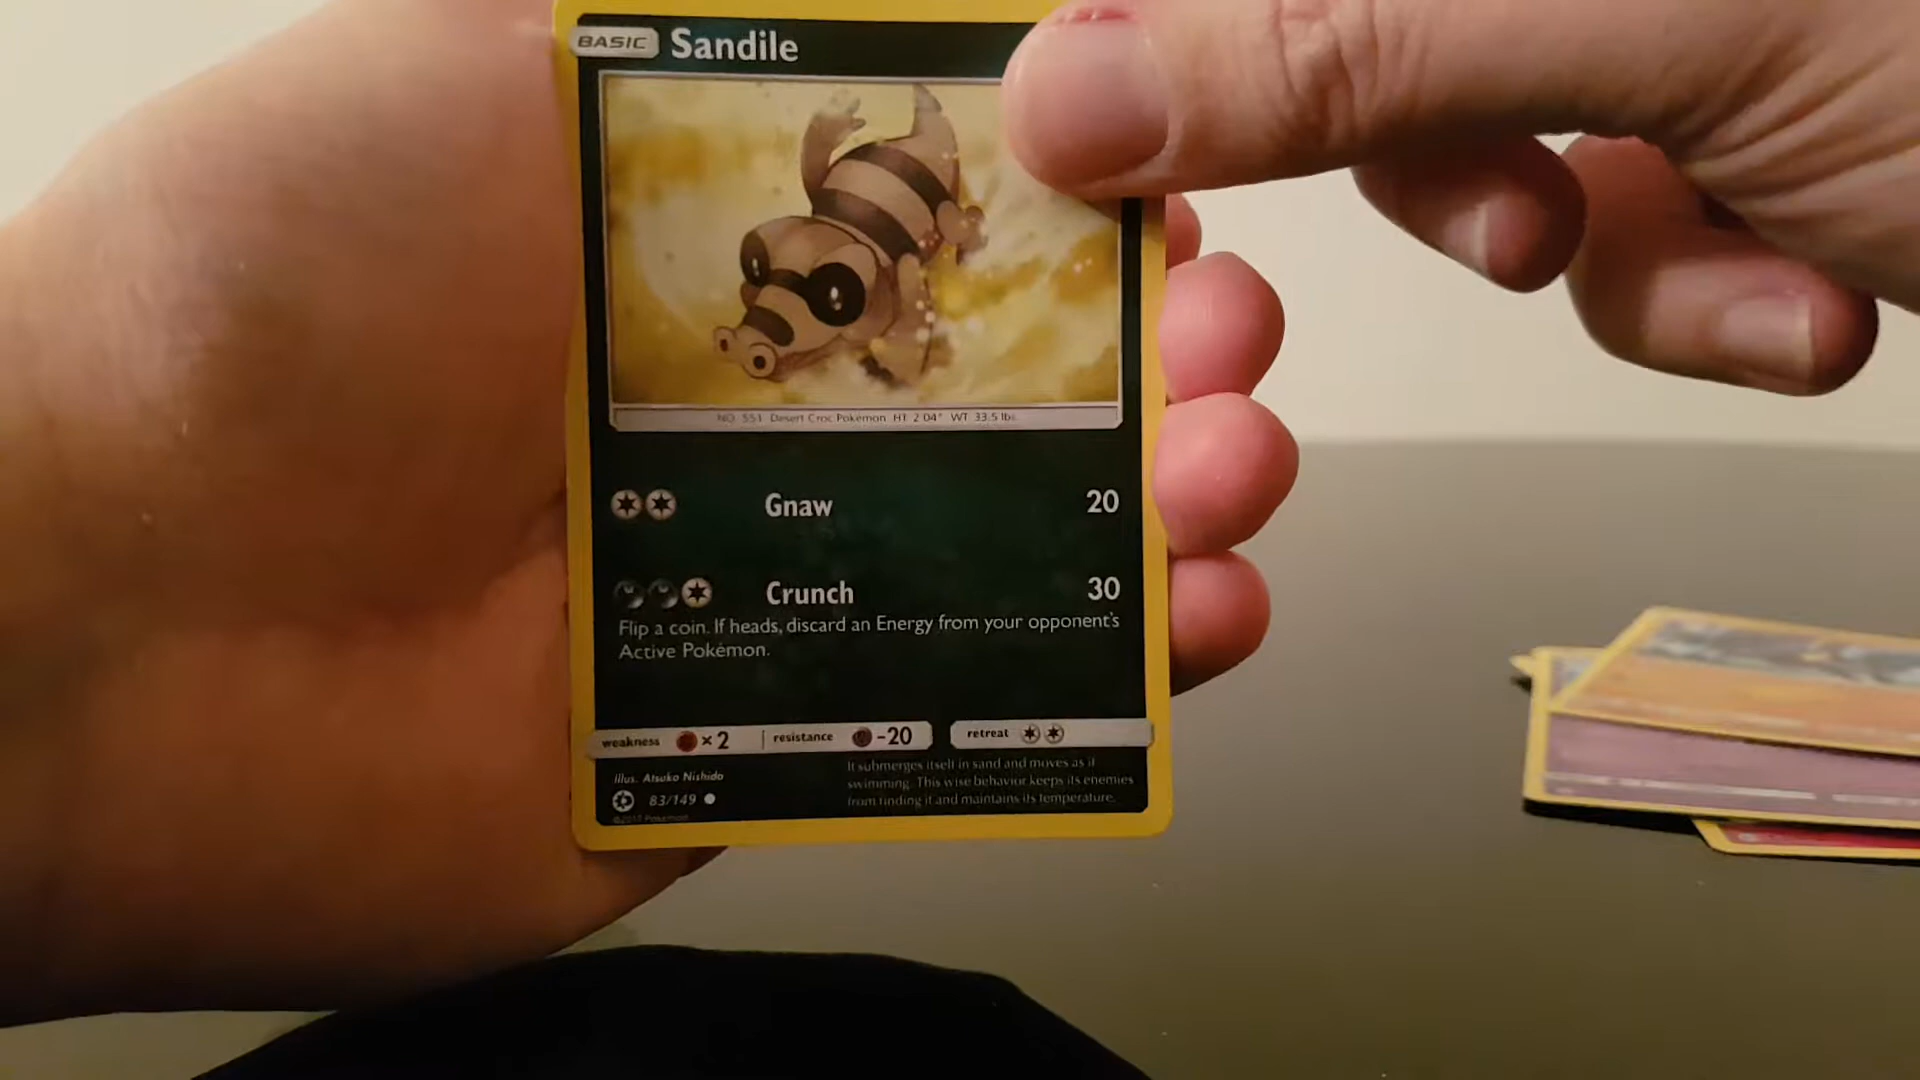 BASIC Sandile
NO. 551 Desert Croc Pokémon HT 2'04" WT 33.5 lbs.
Gnaw 20
Crunch 30
Flip a coin. If heads, discard an Energy from your opponent's
Active Pokémon.
weakness ×2 resistance -20 retreat
Illus. Atsuko Nishida
83/149
©2017 Pokémon
It submerges itself in sand and moves as if
swimming. This wise behavior keeps its enemies
from finding it and maintains its temperature.